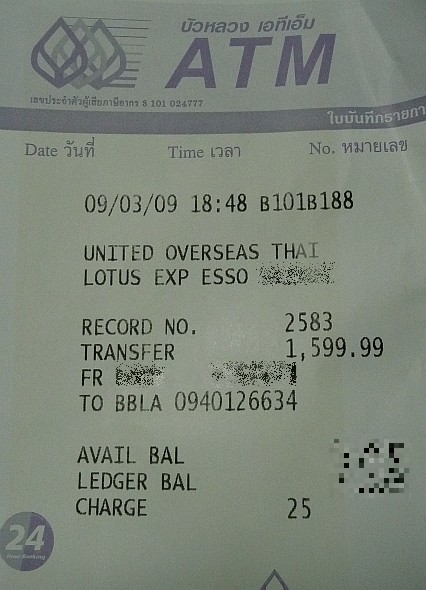 บัวหลวง เอทีเอ็ม
ATM
เลขประจำตัวผู้เสียภาษีอากร 3 101 024777
ใบบันทึกรายกา
Date วันที่ Time เวลา No. หมายเลข
09/03/09 18:48 B101B188
UNITED OVERSEAS THAI
LOTUS EXP ESSO
RECORD NO. 2583
TRANSFER 1,599.99
FR
TO BBLA 0940126634
AVAIL BAL
LEDGER BAL
CHARGE 25
24